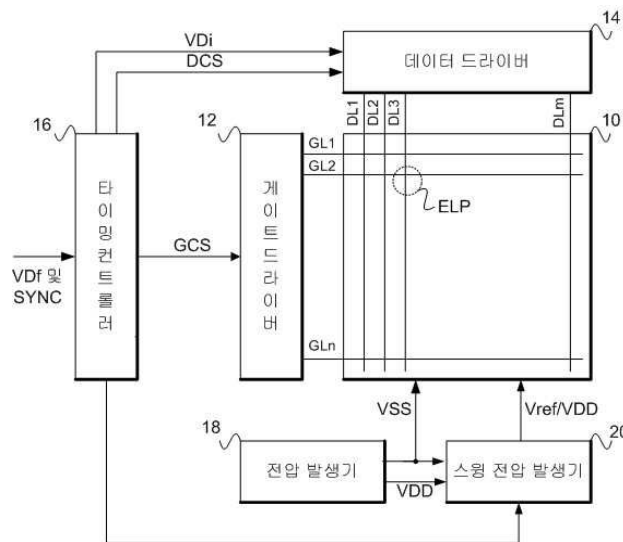 VDi
14
DCS
데이터 드라이버
16
12
DL1
DL2
DL3
DLm
10
GL1
GL2
타이밍컨트롤러
게이트드라이버
ELP
GCS
VDf 및
SYNC
GLn
VSS
Vref/VDD
18
20
전압 발생기
스윙 전압 발생기
VDD